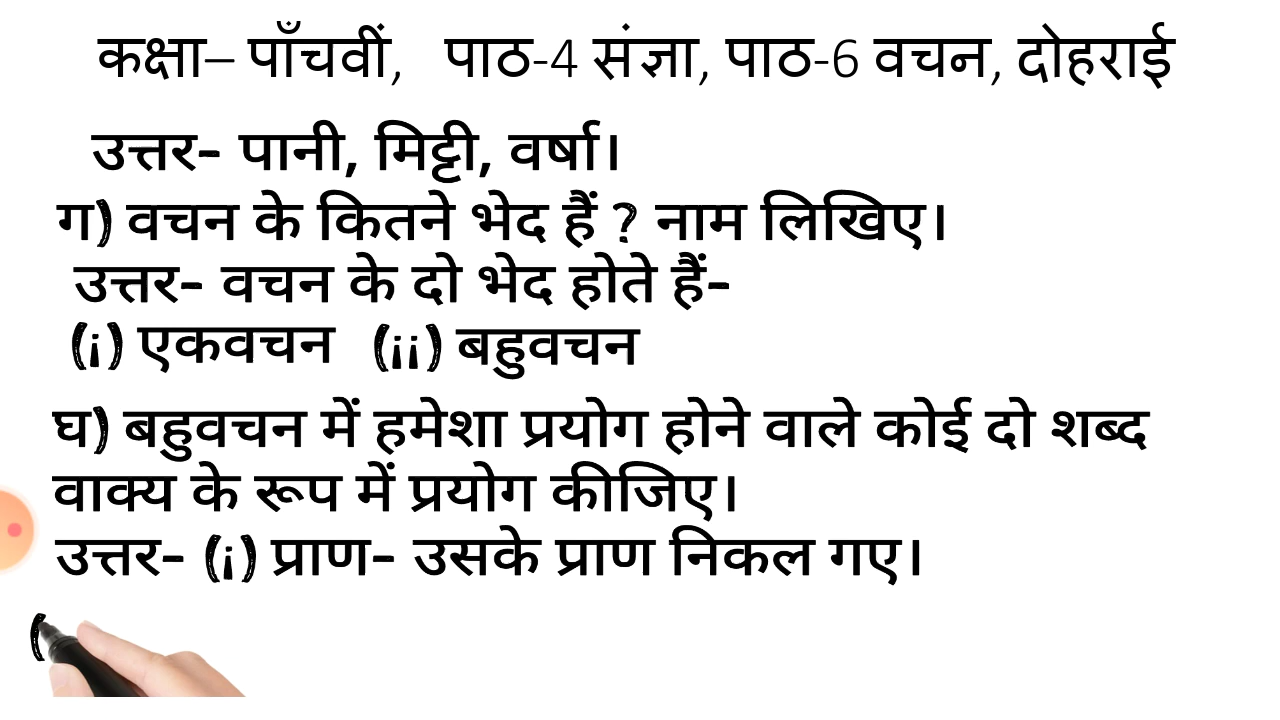 कक्षा– पाँचवीं, पाठ-4 संज्ञा, पाठ-6 वचन, दोहराई
उत्तर- पानी, मिट्टी, वर्षा।
ग) वचन के कितने भेद हैं ? नाम लिखिए।
उत्तर- वचन के दो भेद होते हैं-
(i) एकवचन (ii) बहुवचन
घ) बहुवचन में हमेशा प्रयोग होने वाले कोई दो शब्द
वाक्य के रूप में प्रयोग कीजिए।
उत्तर- (i) प्राण- उसके प्राण निकल गए।
(